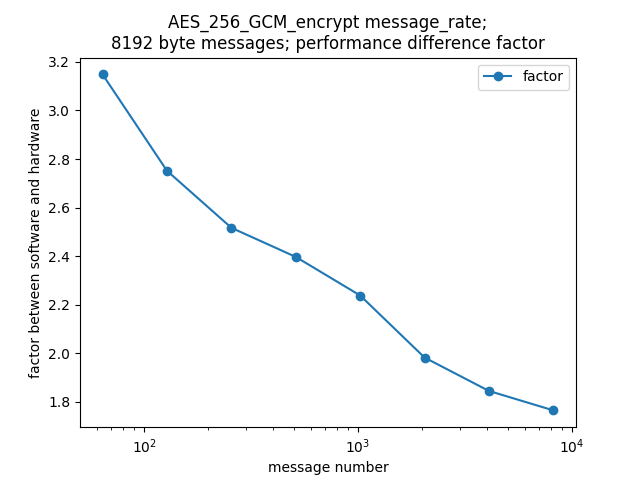 AES_256_GCM_encrypt message_rate;
8192 byte messages; performance difference factor
factor
factor between software and hardware
3.2
3.0
2.8
2.6
2.4
2.2
2.0
1.8
10²
10³
10⁴
message number